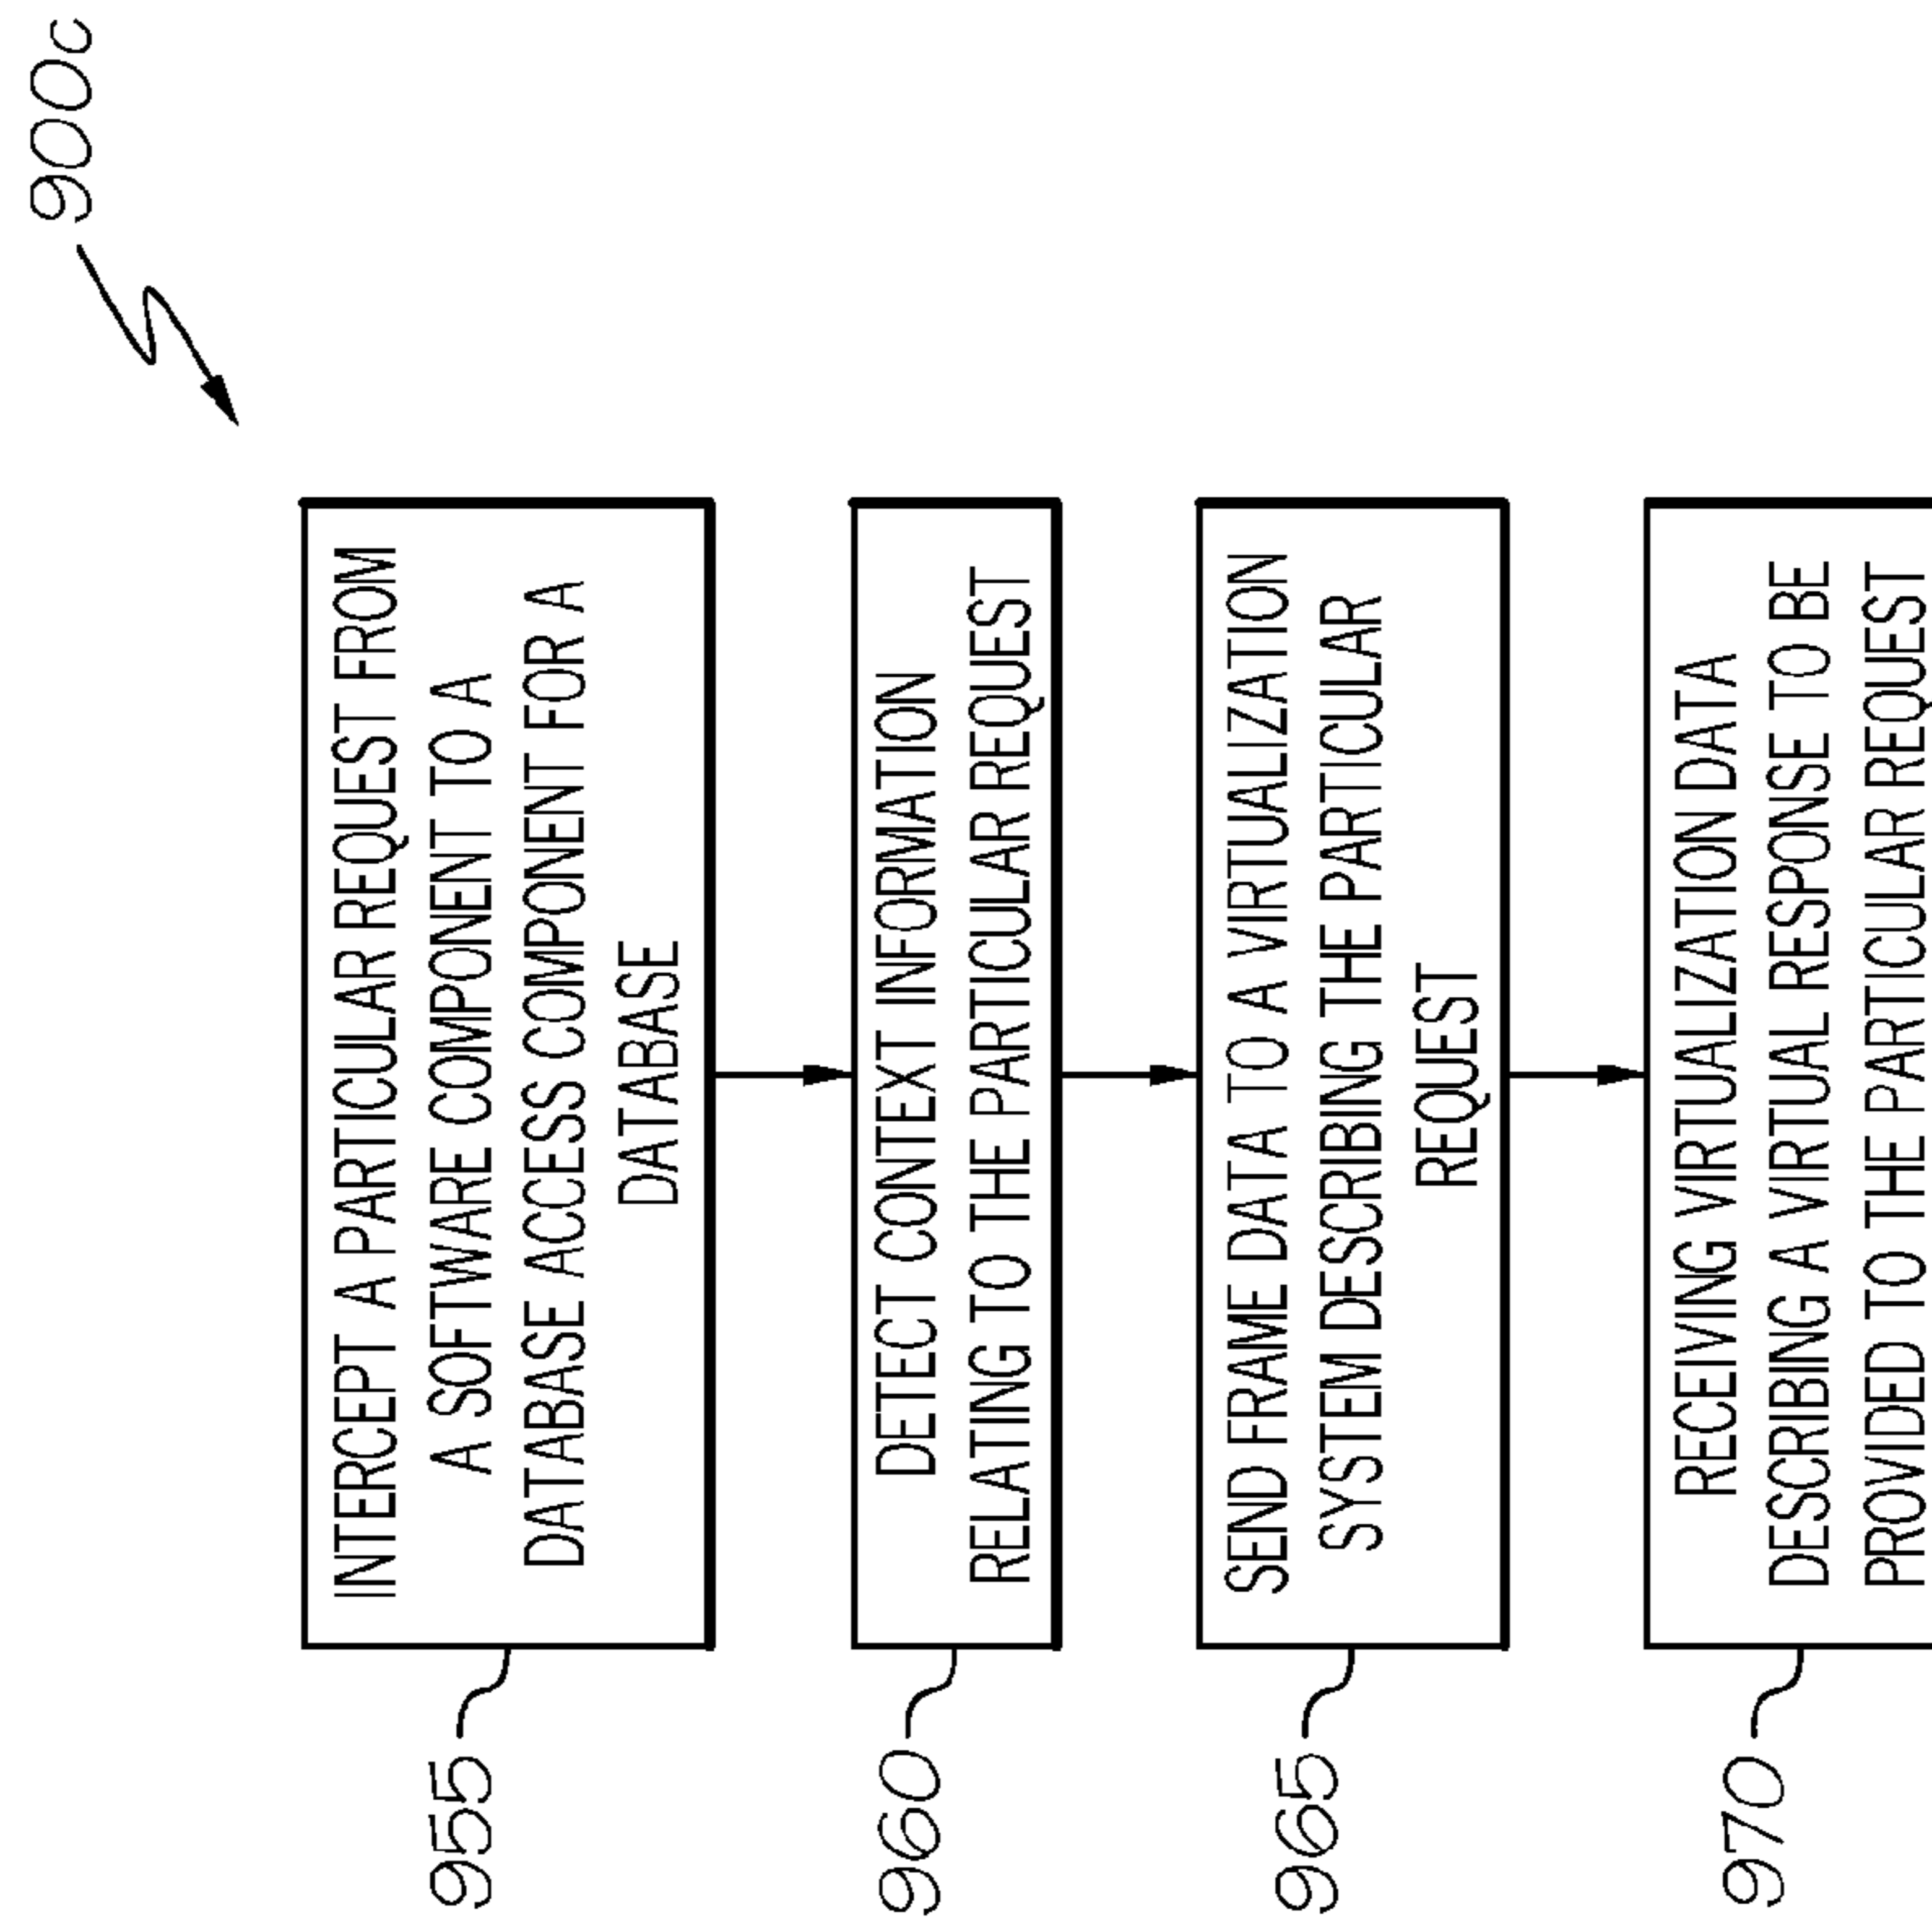 900c
INTERCEPT A PARTICULAR REQUEST FROM
A SOFTWARE COMPONENT TO A
DATABASE ACCESS COMPONENT FOR A
DATABASE
955
DETECT CONTEXT INFORMATION
RELATING TO THE PARTICULAR REQUEST
960
SEND FRAME DATA TO A VIRTUALIZATION
SYSTEM DESCRIBING THE PARTICULAR
REQUEST
965
RECEIVING VIRTUALIZATION DATA
DESCRIBING A VIRTUAL RESPONSE TO BE
PROVIDED TO THE PARTICULAR REQUEST
970